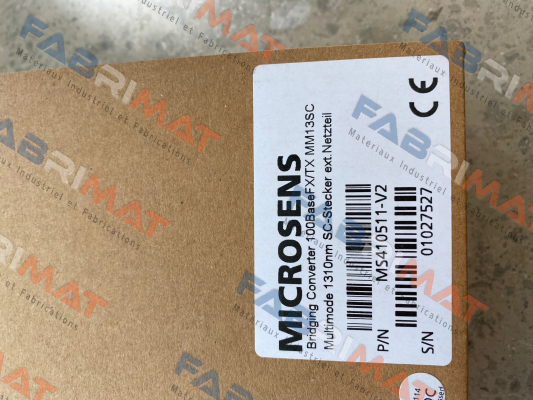 MICROSENS
Bridging Converter 100BaseFX/TX MM13SC
Multimode 1310nm SC-Stecker ext.Netzteil
P/N MS410511-V2
S/N 01027527
CE
FABRIMAT
Matériaux Industriel et Fabrications